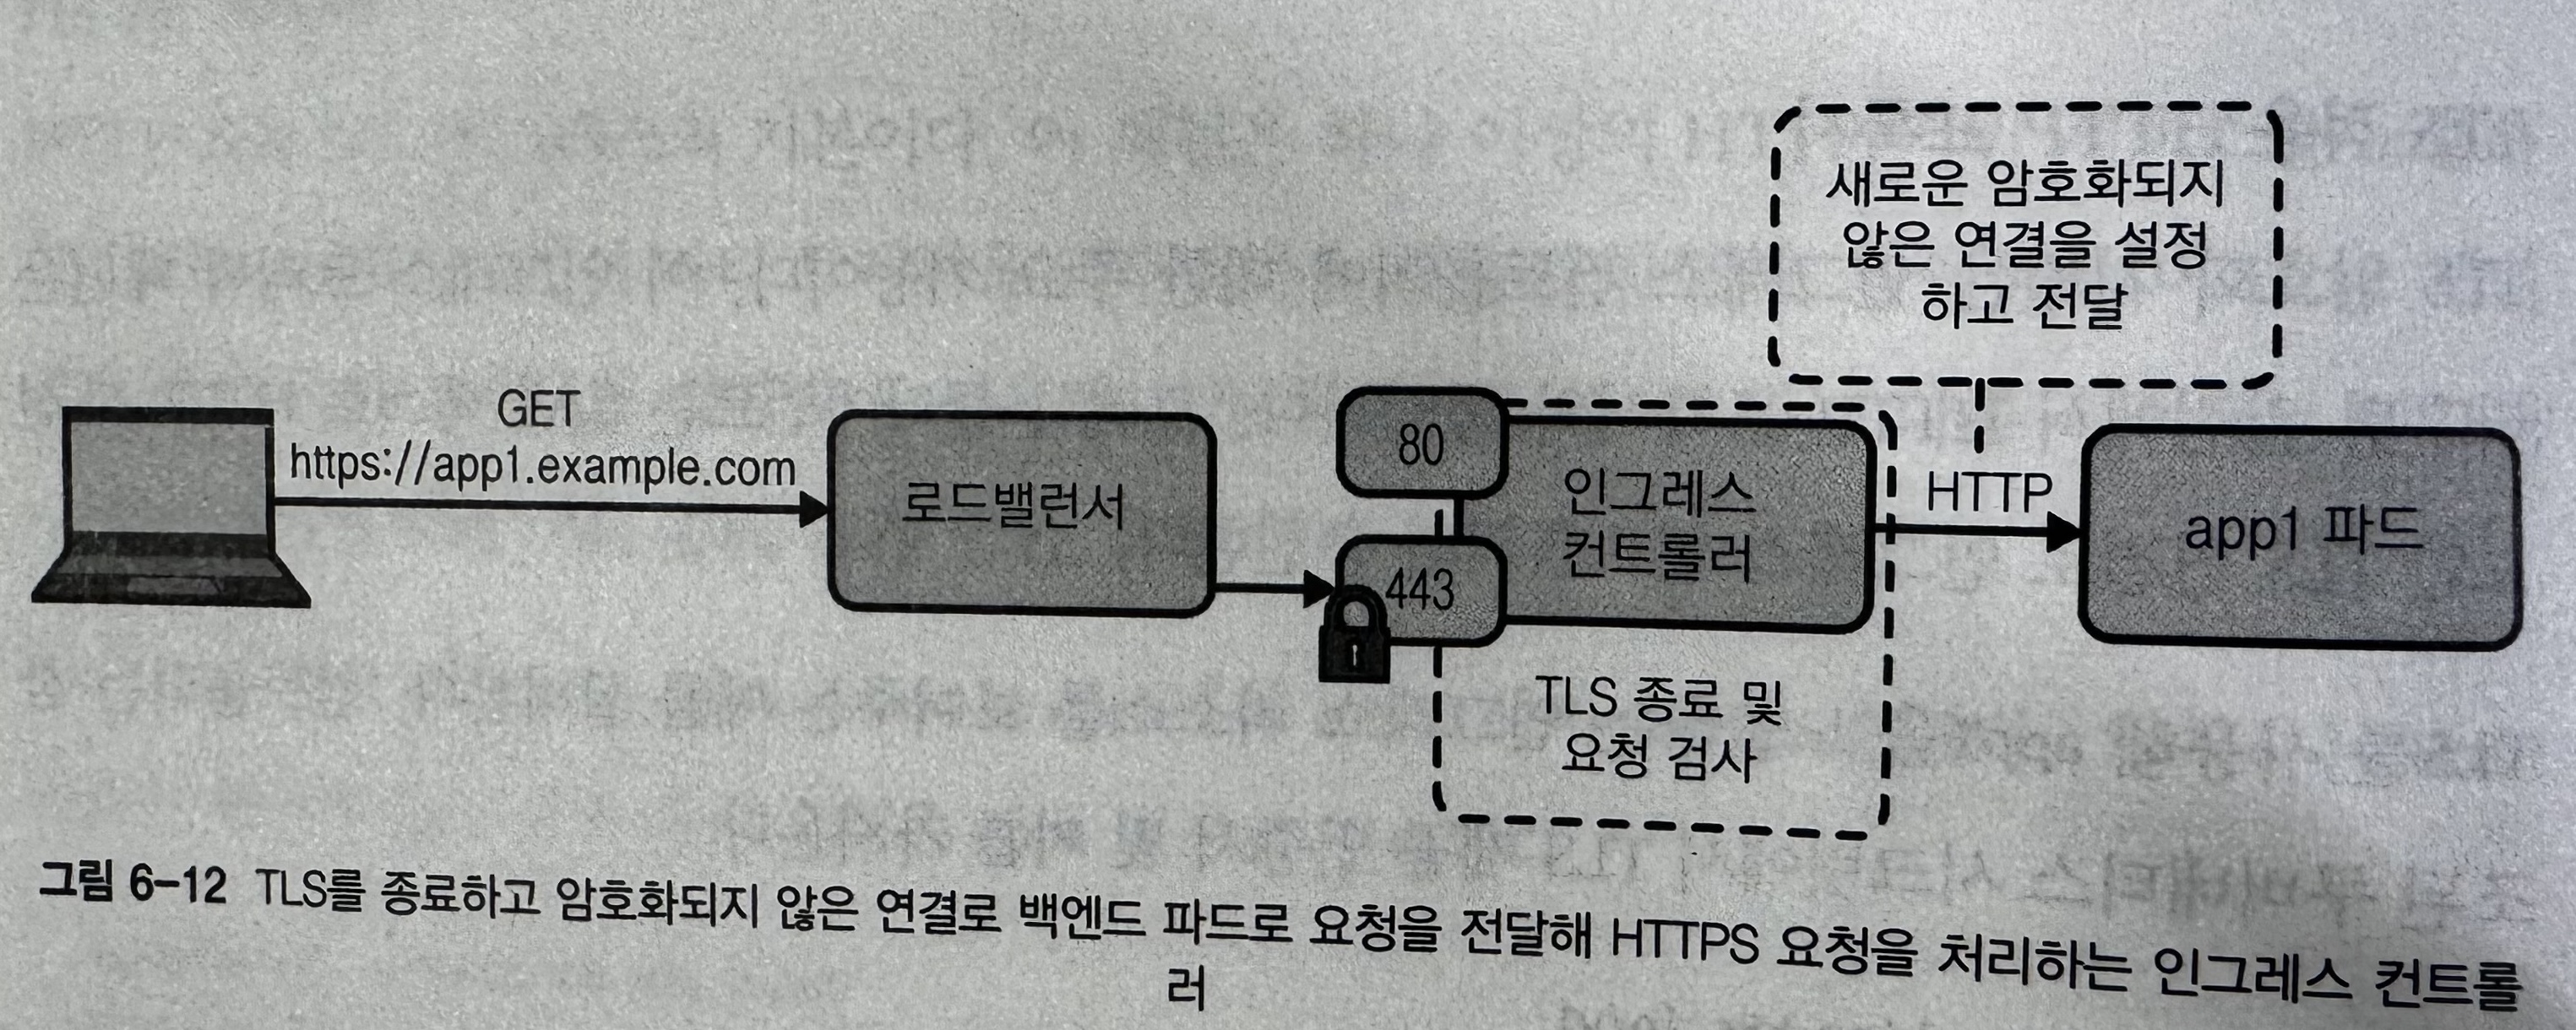 새로운 암호화되지
않은 연결을 설정
하고 전달
GET
https://app1.example.com
로드밸런서
80
443
인그레스
컨트롤러
HTTP
app1 파드
TLS 종료 및
요청 검사
그림 6-12 TLS를 종료하고 암호화되지 않은 연결로 백엔드 파드로 요청을 전달해 HTTPS 요청을 처리하는 인그레스 컨트롤
러